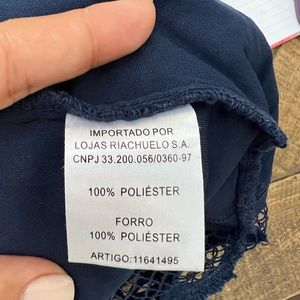 IMPORTADO POR
LOJAS RIACHUELO S.A.
CNPJ 33.200.056/0360-97
100% POLIÉSTER
FORRO
100% POLIÉSTER
ARTIGO:11641495